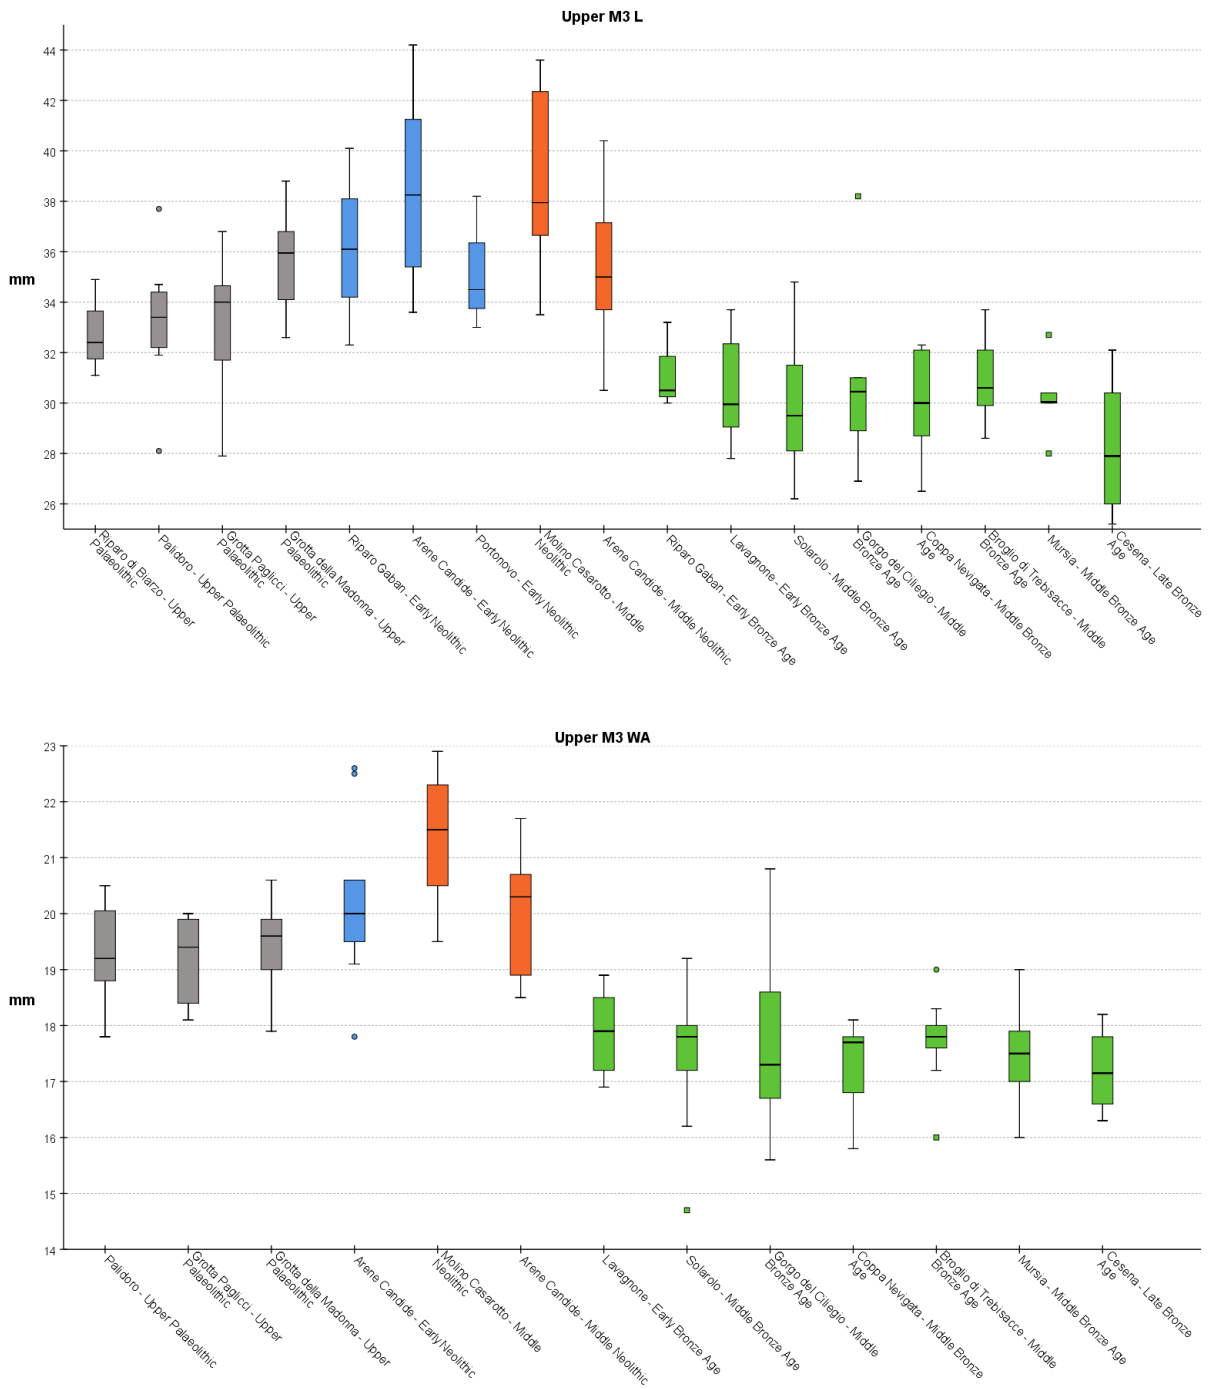 Upper M3 L
44
42
40
38
36
34
32
30
28
26
mm
Riparo di Biarzo - Upper
Palaeolithic
Palidoro - Upper Palaeolithic
Grotta Paglicci - Upper
Palaeolithic
Grotta della Madonna - Upper
Palaeolithic
Riparo Gaban - Early Neolithic
Arene Candide - Early Neolithic
Portonovo - Early Neolithic
Molino Casarotto - Middle
Neolithic
Arene Candide - Middle Neolithic
Riparo Gaban - Early Bronze Age
Lavagnone - Early Bronze Age
Solarolo - Middle Bronze Age
Gorgo del Ciliegio - Middle
Bronze Age
Coppa Nevigata - Middle Bronze
Age
Broglio di Trebisacce - Middle
Bronze Age
Mursia - Middle Bronze Age
Cesena - Late Bronze
Age
Upper M3 WA
23
22
21
20
19
18
17
16
15
14
mm
Palidoro - Upper Palaeolithic
Grotta Paglicci - Upper
Palaeolithic
Grotta della Madonna - Upper
Palaeolithic
Arene Candide - Early Neolithic
Molino Casarotto - Middle
Neolithic
Arene Candide - Middle Neolithic
Lavagnone - Early Bronze Age
Solarolo - Middle Bronze Age
Gorgo del Ciliegio - Middle
Bronze Age
Coppa Nevigata - Middle Bronze
Age
Broglio di Trebisacce - Middle
Bronze Age
Mursia - Middle Bronze Age
Cesena - Late Bronze
Age